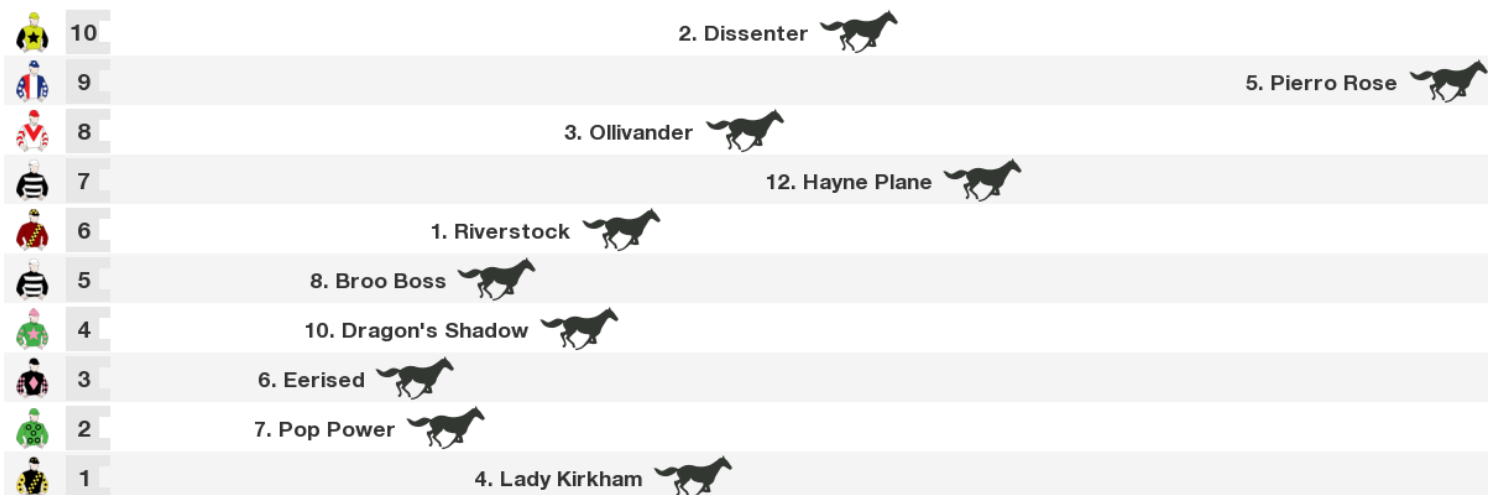 10 2. Dissenter
9 5. Pierro Rose
8 3. Ollivander
7 12. Hayne Plane
6 1. Riverstock
5 8. Broo Boss
4 10. Dragon's Shadow
3 6. Eerised
2 7. Pop Power
1 4. Lady Kirkham